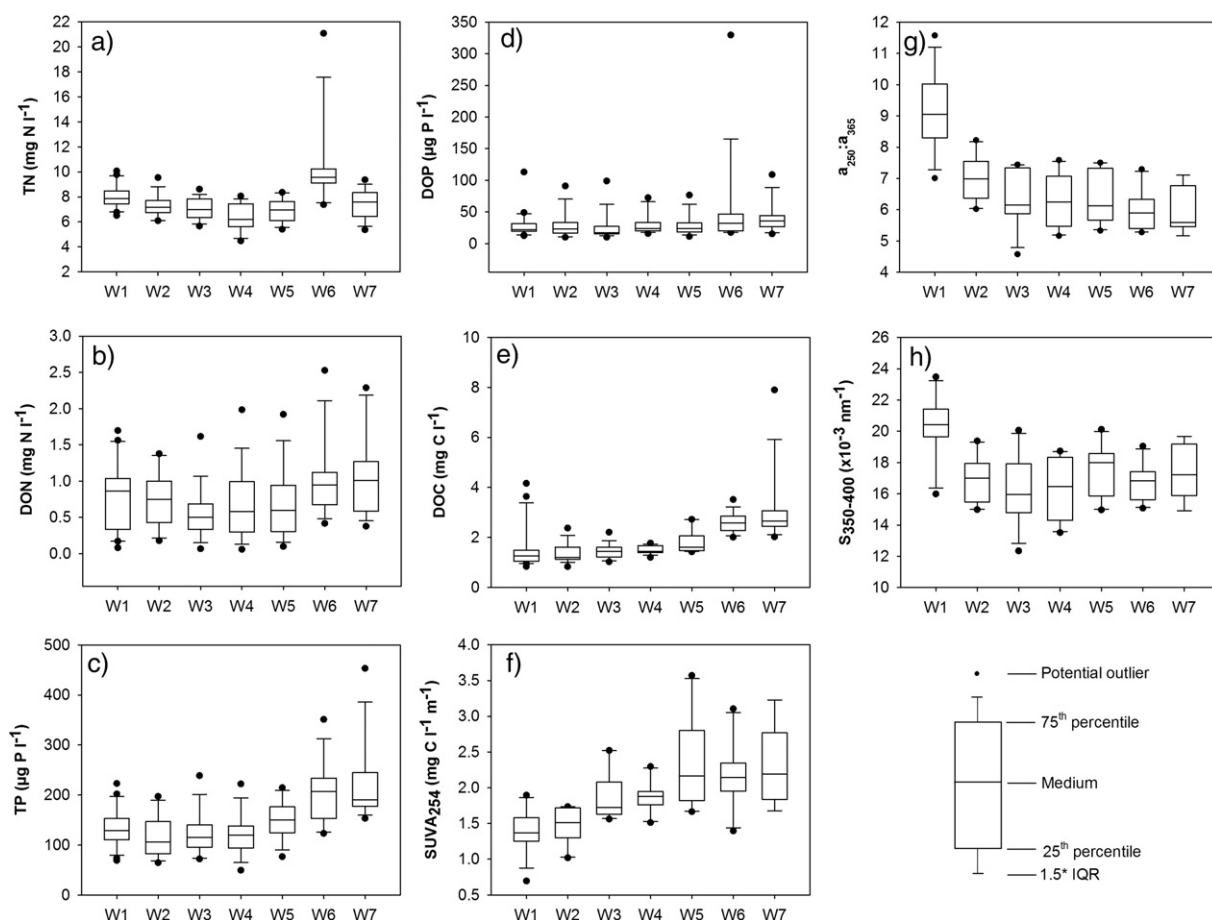 a)
TN (mg N l⁻¹)
22
20
18
16
14
12
10
8
6
4
2
W1 W2 W3 W4 W5 W6 W7
d)
DOP (µg P l⁻¹)
350
300
250
200
150
100
50
0
W1 W2 W3 W4 W5 W6 W7
g)
a250:a365
12
11
10
9
8
7
6
5
4
W1 W2 W3 W4 W5 W6 W7
b)
DON (mg N l⁻¹)
3.0
2.5
2.0
1.5
1.0
0.5
0.0
W1 W2 W3 W4 W5 W6 W7
e)
DOC (mg C l⁻¹)
10
8
6
4
2
0
W1 W2 W3 W4 W5 W6 W7
h)
S350-400 (x10⁻³ nm⁻¹)
26
24
22
20
18
16
14
12
10
W1 W2 W3 W4 W5 W6 W7
c)
TP (µg P l⁻¹)
500
400
300
200
100
0
W1 W2 W3 W4 W5 W6 W7
f)
SUVA254 (mg C l⁻¹ m⁻¹)
4.0
3.5
3.0
2.5
2.0
1.5
1.0
0.5
W1 W2 W3 W4 W5 W6 W7
Potential outlier
75th percentile
Medium
25th percentile
1.5* IQR